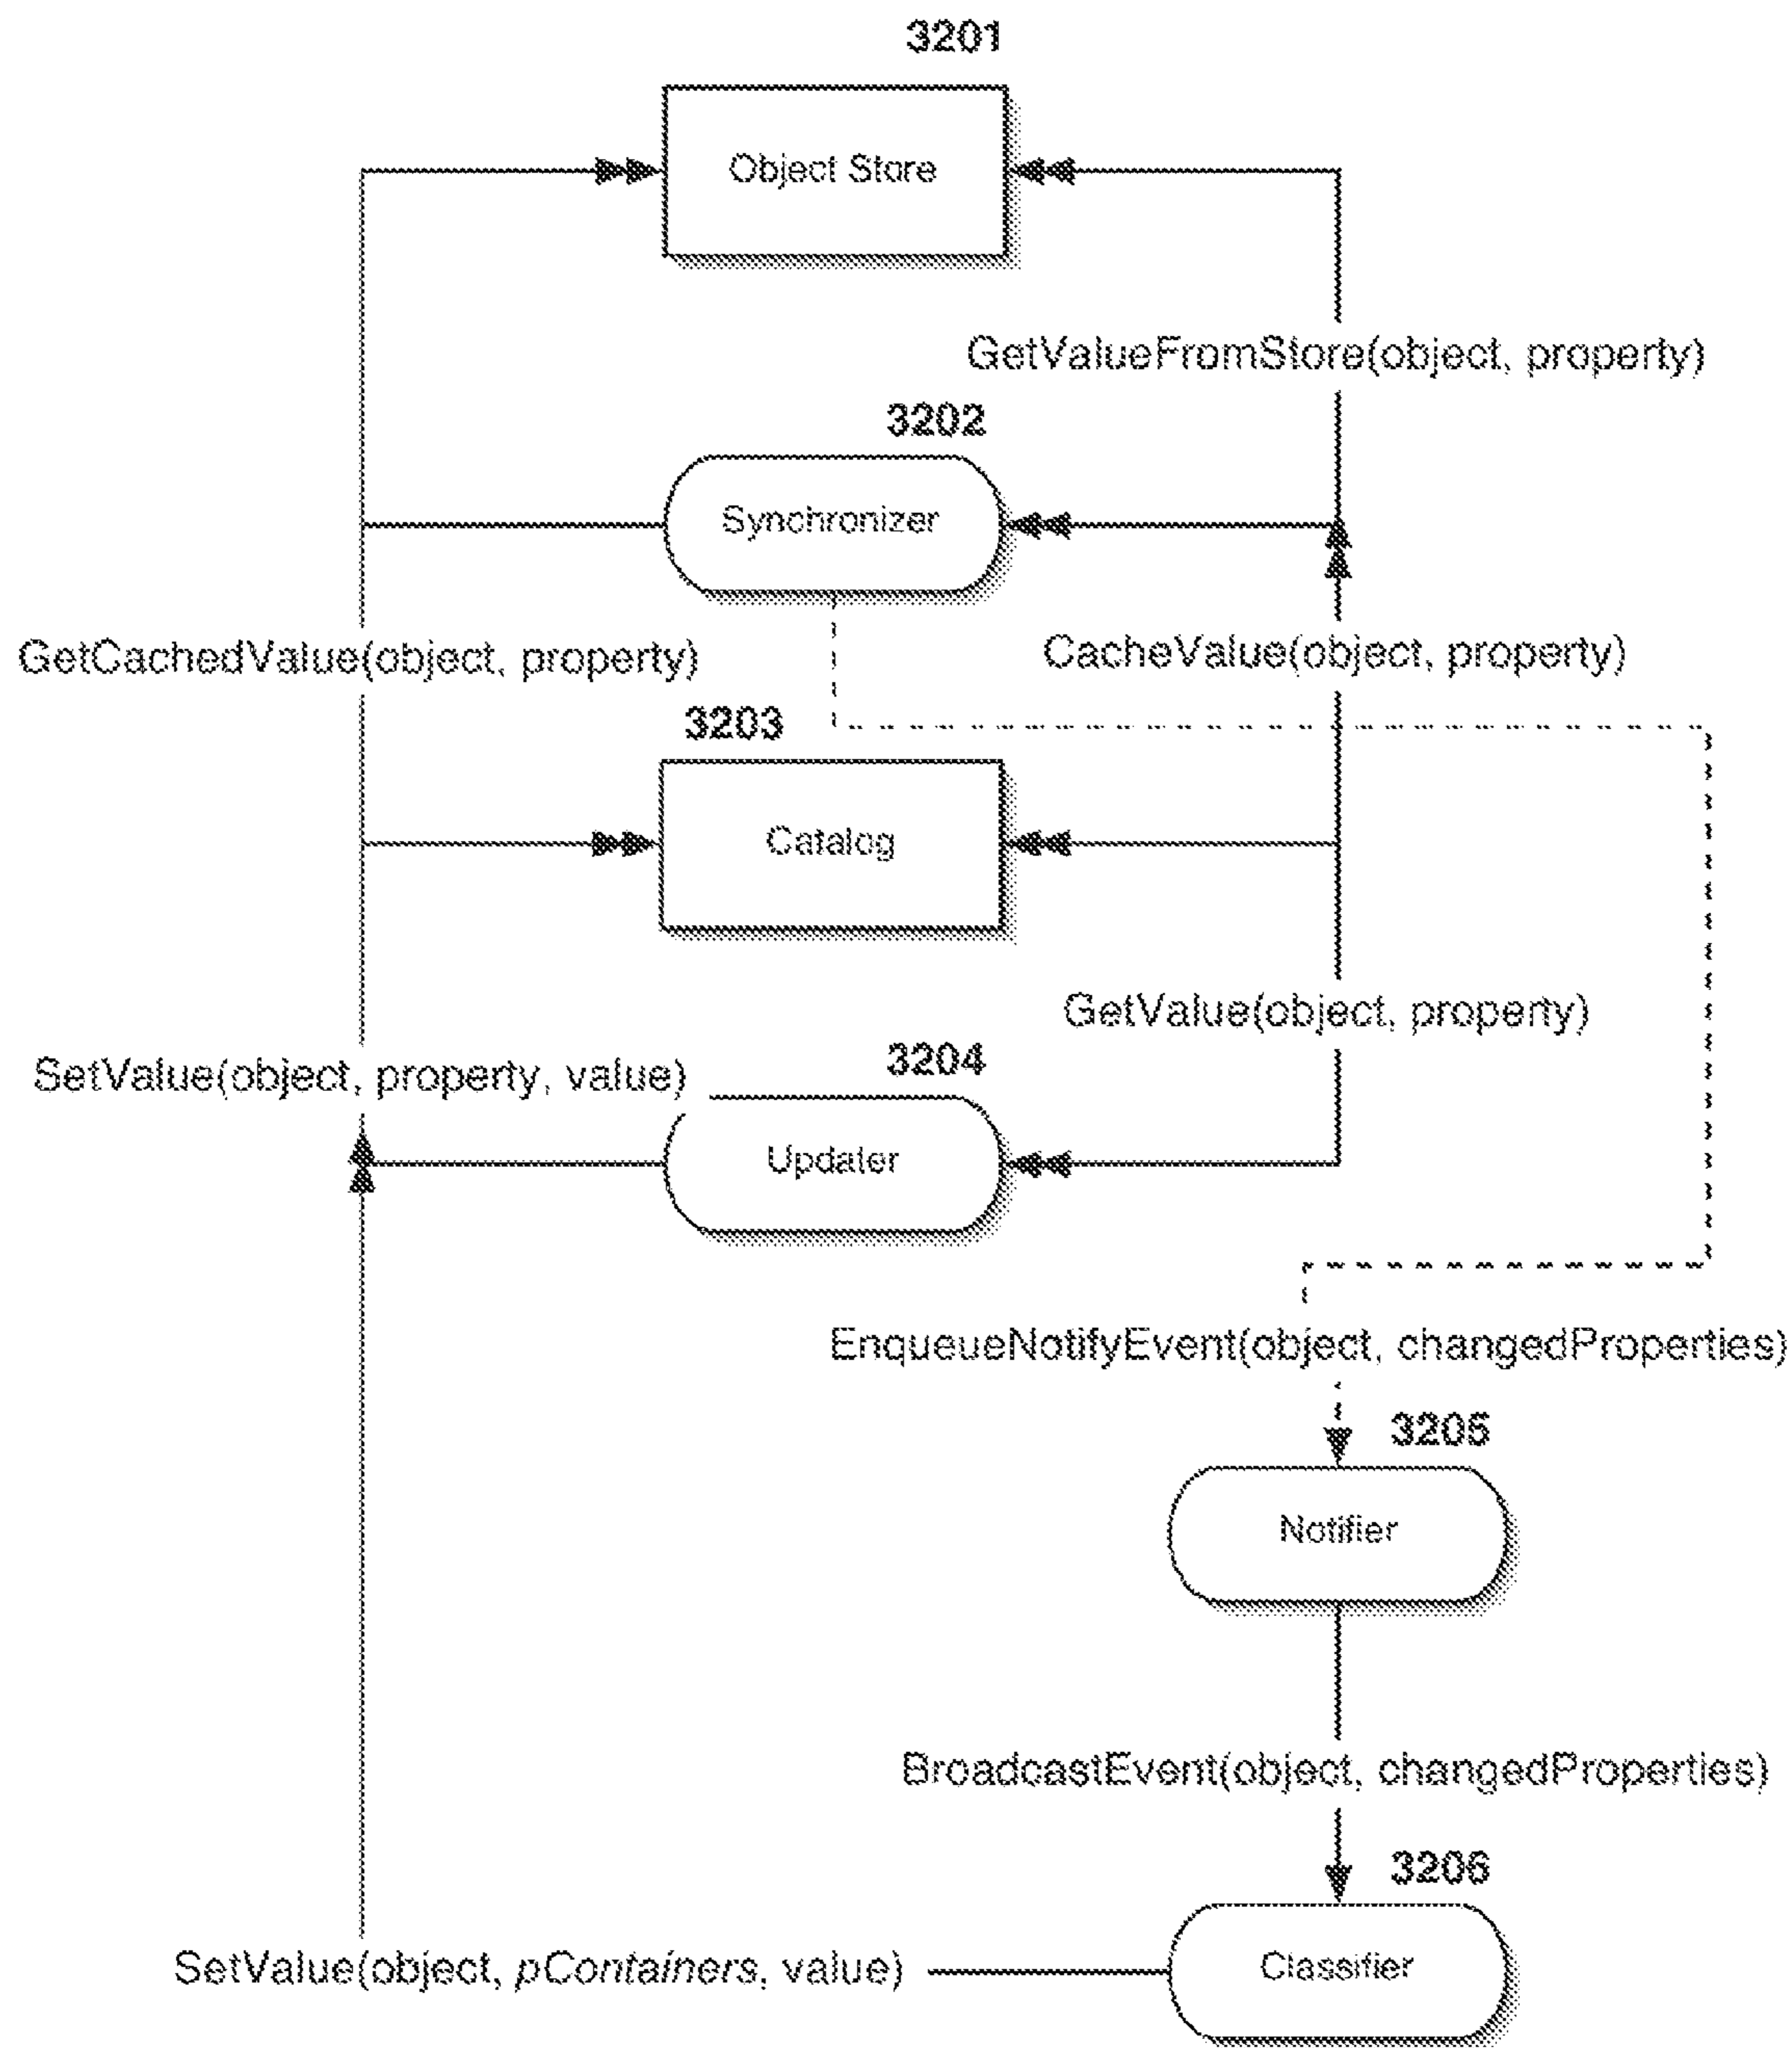 3201
Object Store
GetValueFromStore(object, property)
3202
Synchronizer
GetCachedValue(object, property)
CacheValue(object, property)
3203
Catalog
GetValue(object, property)
3204
SetValue(object, property, value)
Updater
EnqueueNotifyEvent(object, changedProperties)
3205
Notifier
BroadcastEvent(object, changedProperties)
3206
SetValue(object, pContainers, value)
Classifier